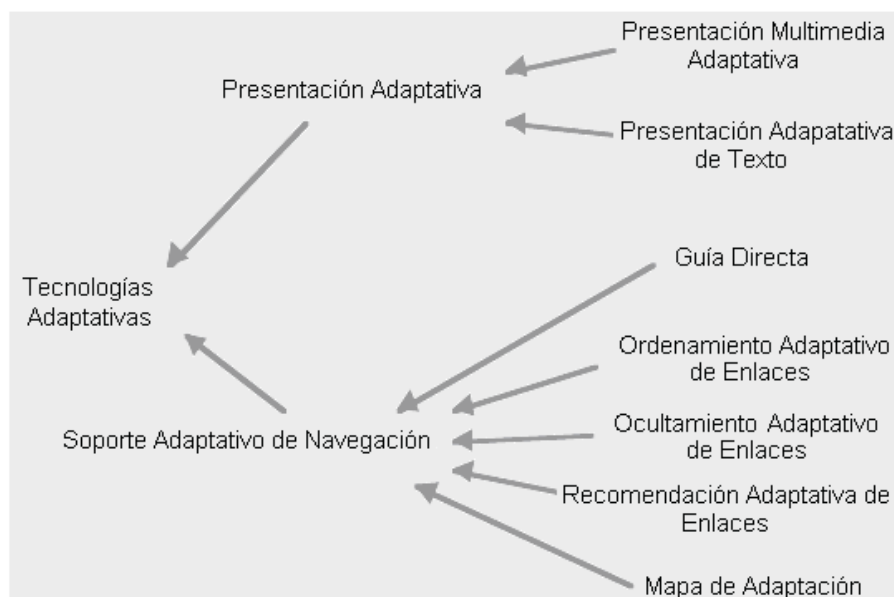 Presentación Multimedia
Adaptativa
Presentación Adaptativa
Presentación Adapatativa
de Texto
Guía Directa
Tecnologías
Adaptativas
Ordenamiento Adaptativo
de Enlaces
Soporte Adaptativo de Navegación
Ocultamiento Adaptativo
de Enlaces
Recomendación Adaptativa de
Enlaces
Mapa de Adaptación